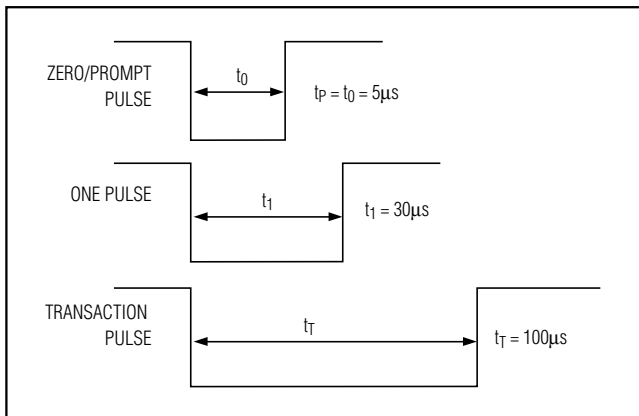 ZERO/PROMPT
PULSE
t0
tP = t0 = 5μs
ONE PULSE
t1
t1 = 30μs
TRANSACTION
PULSE
tT
tT = 100μs